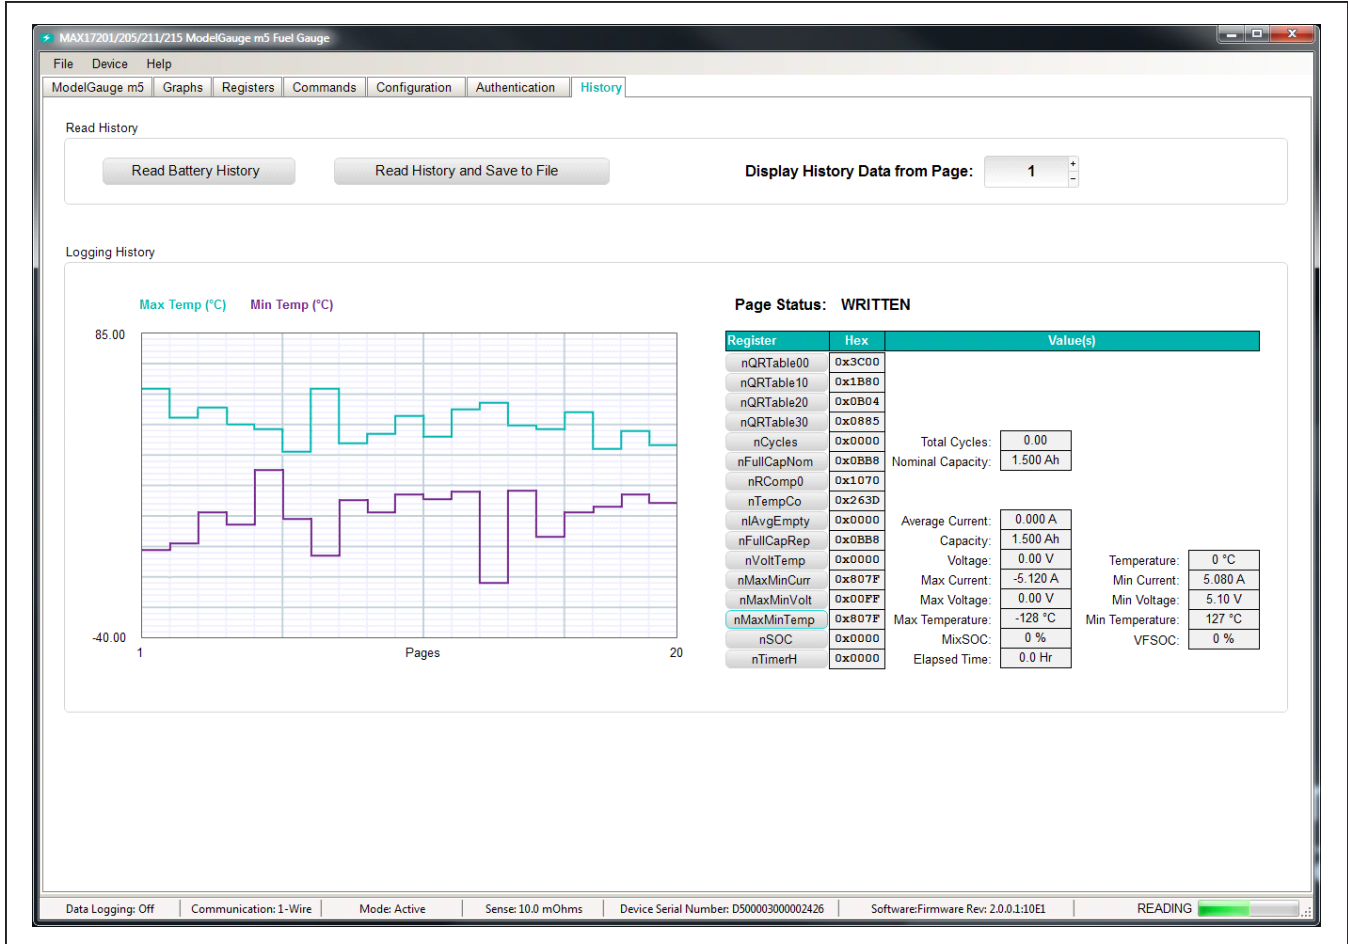 MAX17201/205/211/215 ModelGauge m5 Fuel Gauge
File Device Help
ModelGauge m5 Graphs Registers Commands Configuration Authentication History
Read History
Read Battery History Read History and Save to File Display History Data from Page: 1 + −
Logging History
Max Temp (°C) Min Temp (°C) Page Status: WRITTEN
85.00
-40.00
1 Pages 20
Register Hex Value(s)
nQRTable00 0x3C00
nQRTable10 0x1B80
nQRTable20 0x0B04
nQRTable30 0x0885
nCycles 0x0000 Total Cycles: 0.00
nFullCapNom 0x0BB8 Nominal Capacity: 1.500 Ah
nRComp0 0x1070
nTempCo 0x263D
nIAvgEmpty 0x0000 Average Current: 0.000 A
nFullCapRep 0x0BB8 Capacity: 1.500 Ah
nVoltTemp 0x0000 Voltage: 0.00 V Temperature: 0 °C
nMaxMinCurr 0x807F Max Current: -5.120 A Min Current: 5.080 A
nMaxMinVolt 0x00FF Max Voltage: 0.00 V Min Voltage: 5.10 V
nMaxMinTemp 0x807F Max Temperature: -128 °C Min Temperature: 127 °C
nSOC 0x0000 MixSOC: 0 % VFSOC: 0 %
nTimerH 0x0000 Elapsed Time: 0.0 Hr
Data Logging: Off Communication: 1-Wire Mode: Active Sense: 10.0 mOhms Device Serial Number: D500003000002426 Software:Firmware Rev: 2.0.0.1:10E1 READING